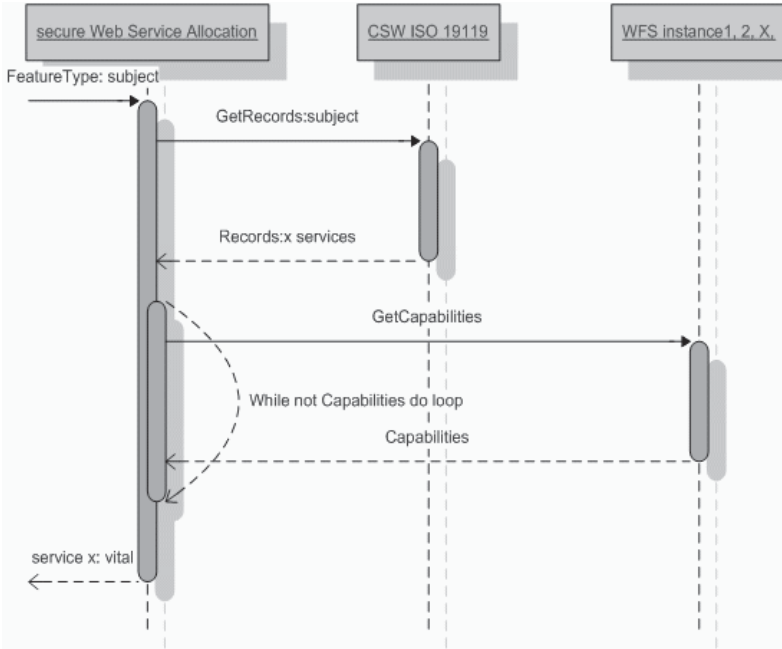 secure Web Service Allocation
CSW ISO 19119
WFS instance1, 2, X,
FeatureType: subject
GetRecords:subject
Records:x services
GetCapabilities
While not Capabilities do loop
Capabilities
service x: vital